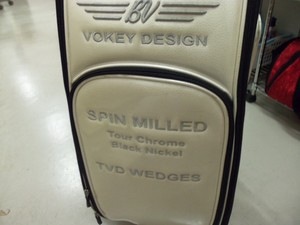 BV
VOKEY DESIGN
SPIN MILLED
Tour Chrome
Black Nickel
TVD WEDGES